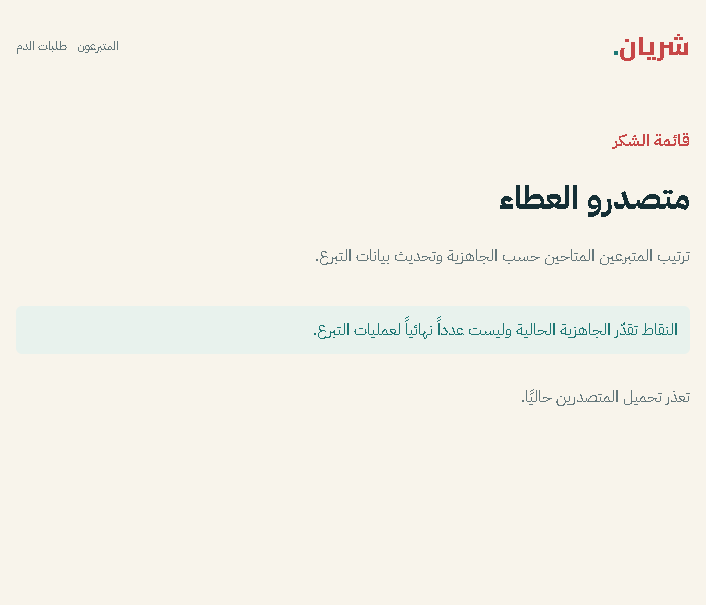 شريان.
المتبرعون
طلبات الدم
قائمة الشكر
متصدرو العطاء
ترتيب المتبرعين المتاحين حسب الجاهزية وتحديث بيانات التبرع.
النقاط تقدّر الجاهزية الحالية وليست عدداً نهائياً لعمليات التبرع.
تعذر تحميل المتصدرين حاليًا.